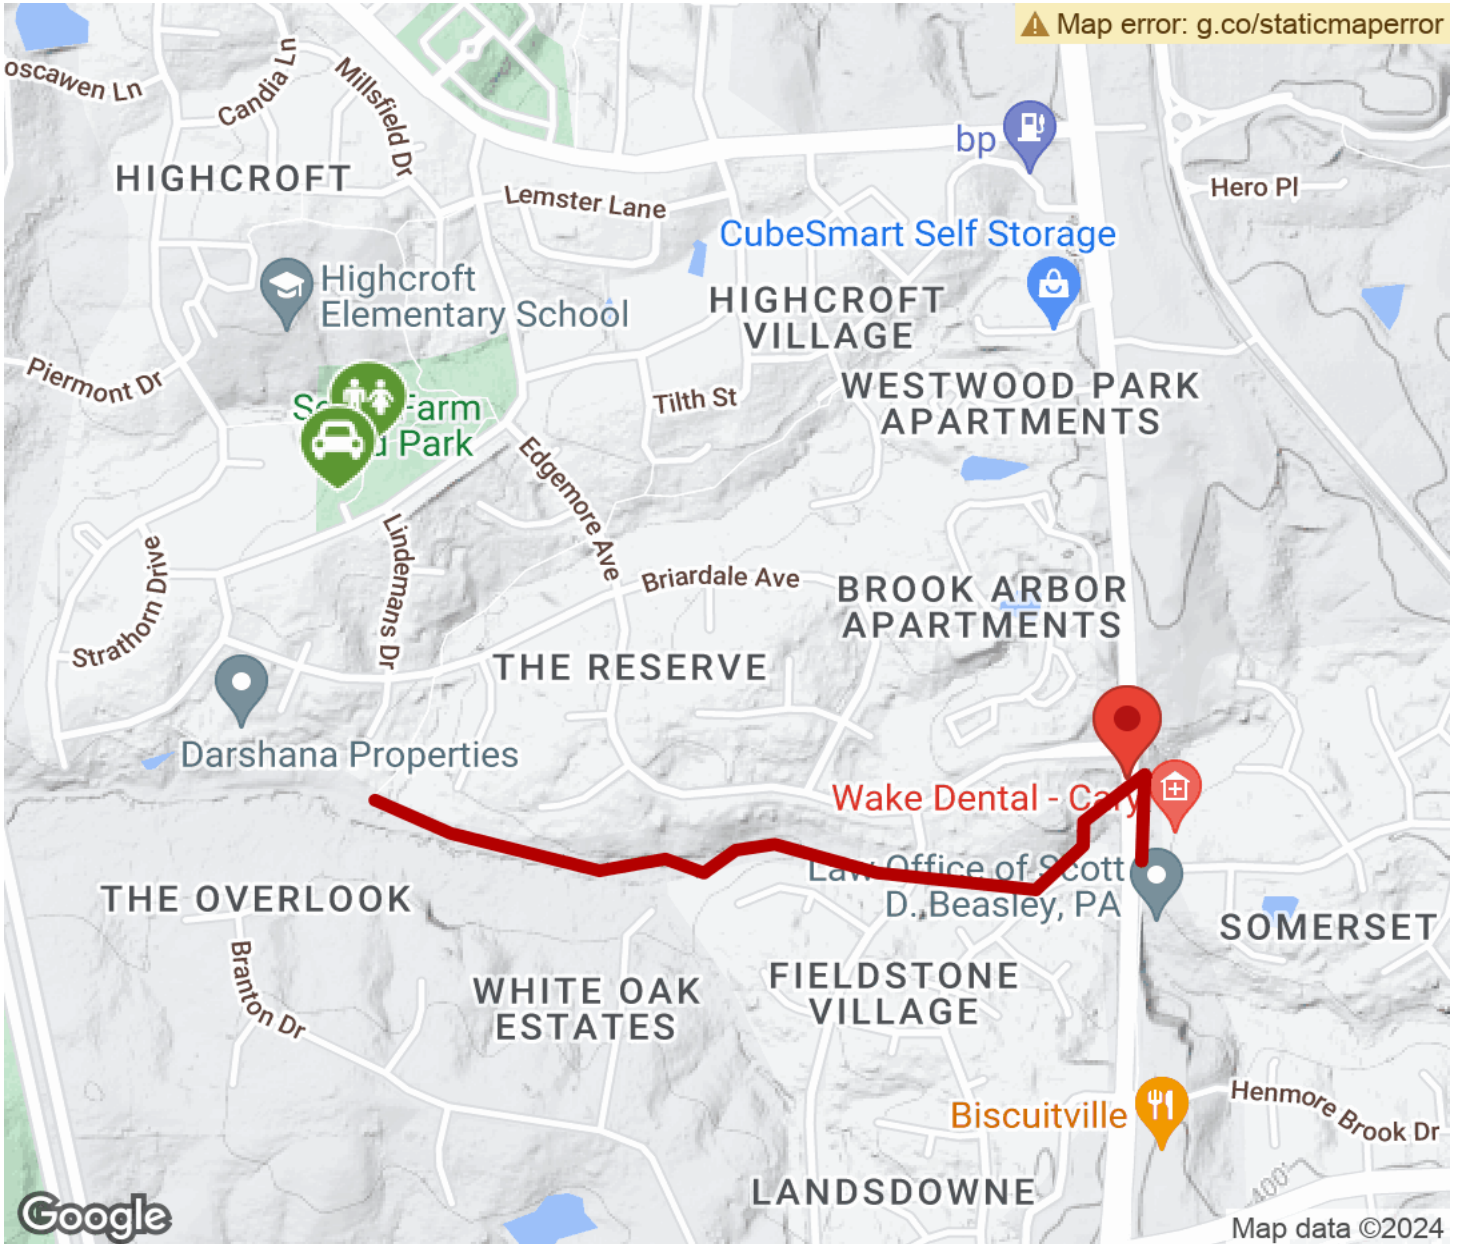 Map error: g.co/staticmaperror
oscawen Ln
Candia Ln
Millsfield Dr
bp
HIGHCROFT
Lemster Lane
Hero Pl
CubeSmart Self Storage
Highcroft
Elementary School
HIGHCROFT
VILLAGE
Piermont Dr
WESTWOOD PARK
APARTMENTS
Tilth St
Farm
Park
Edgemore Ave
Lindemans Dr
Strathorn Drive
Briardale Ave
BROOK ARBOR
APARTMENTS
THE RESERVE
Darshana Properties
Wake Dental - Cary
Law Office of Scott
D. Beasley, PA
THE OVERLOOK
SOMERSET
Branton Dr
WHITE OAK
ESTATES
FIELDSTONE
VILLAGE
Biscuitville
Henmore Brook Dr
LANDSDOWNE
400'
Google
Map data ©2024